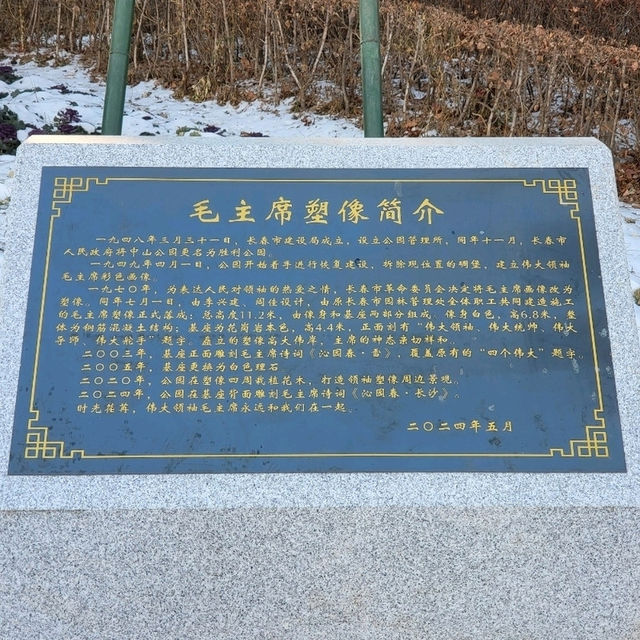 毛主席塑像简介
一九四八年三月三十一日，长春市建设局成立，设立公园管理所，同年十一月，长春市
人民政府将中山公园更名为胜利公园。
一九四九年四月一日，公园开始着手进行恢复建设，拆除现位置的碉堡，建立伟大领袖
毛主席彩色画像。
一九七〇年，为表达人民对领袖的热爱之情，长春市革命委员会决定将毛主席画像改为
塑像。同年七月一日，由李兴建、阎佳设计，由原长春市园林管理处全体职工共同建造施工
的毛主席塑像正式落成；总高度11.2米，由像身和基座两部分组成，像身白色，高6.8米，整
体为钢筋混凝土结构；基座为花岗岩本色，高4.4米，正面刻有“伟大领袖、伟大统帅、伟大
导师、伟大舵手”题字。矗立的塑像高大伟岸，主席的神态亲切祥和。
二〇〇三年，基座正面雕刻毛主席诗词《沁园春·雪》，覆盖原有的“四个伟大”题字。
二〇〇五年，基座更换为白色理石
二〇二〇年，公园在塑像四周栽植花木，打造领袖塑像周边景观。
二〇二四年，公园在基座背面雕刻毛主席诗词《沁园春·长沙》。
时光荏苒，伟大领袖毛主席永远和我们在一起。
二〇二四年五月